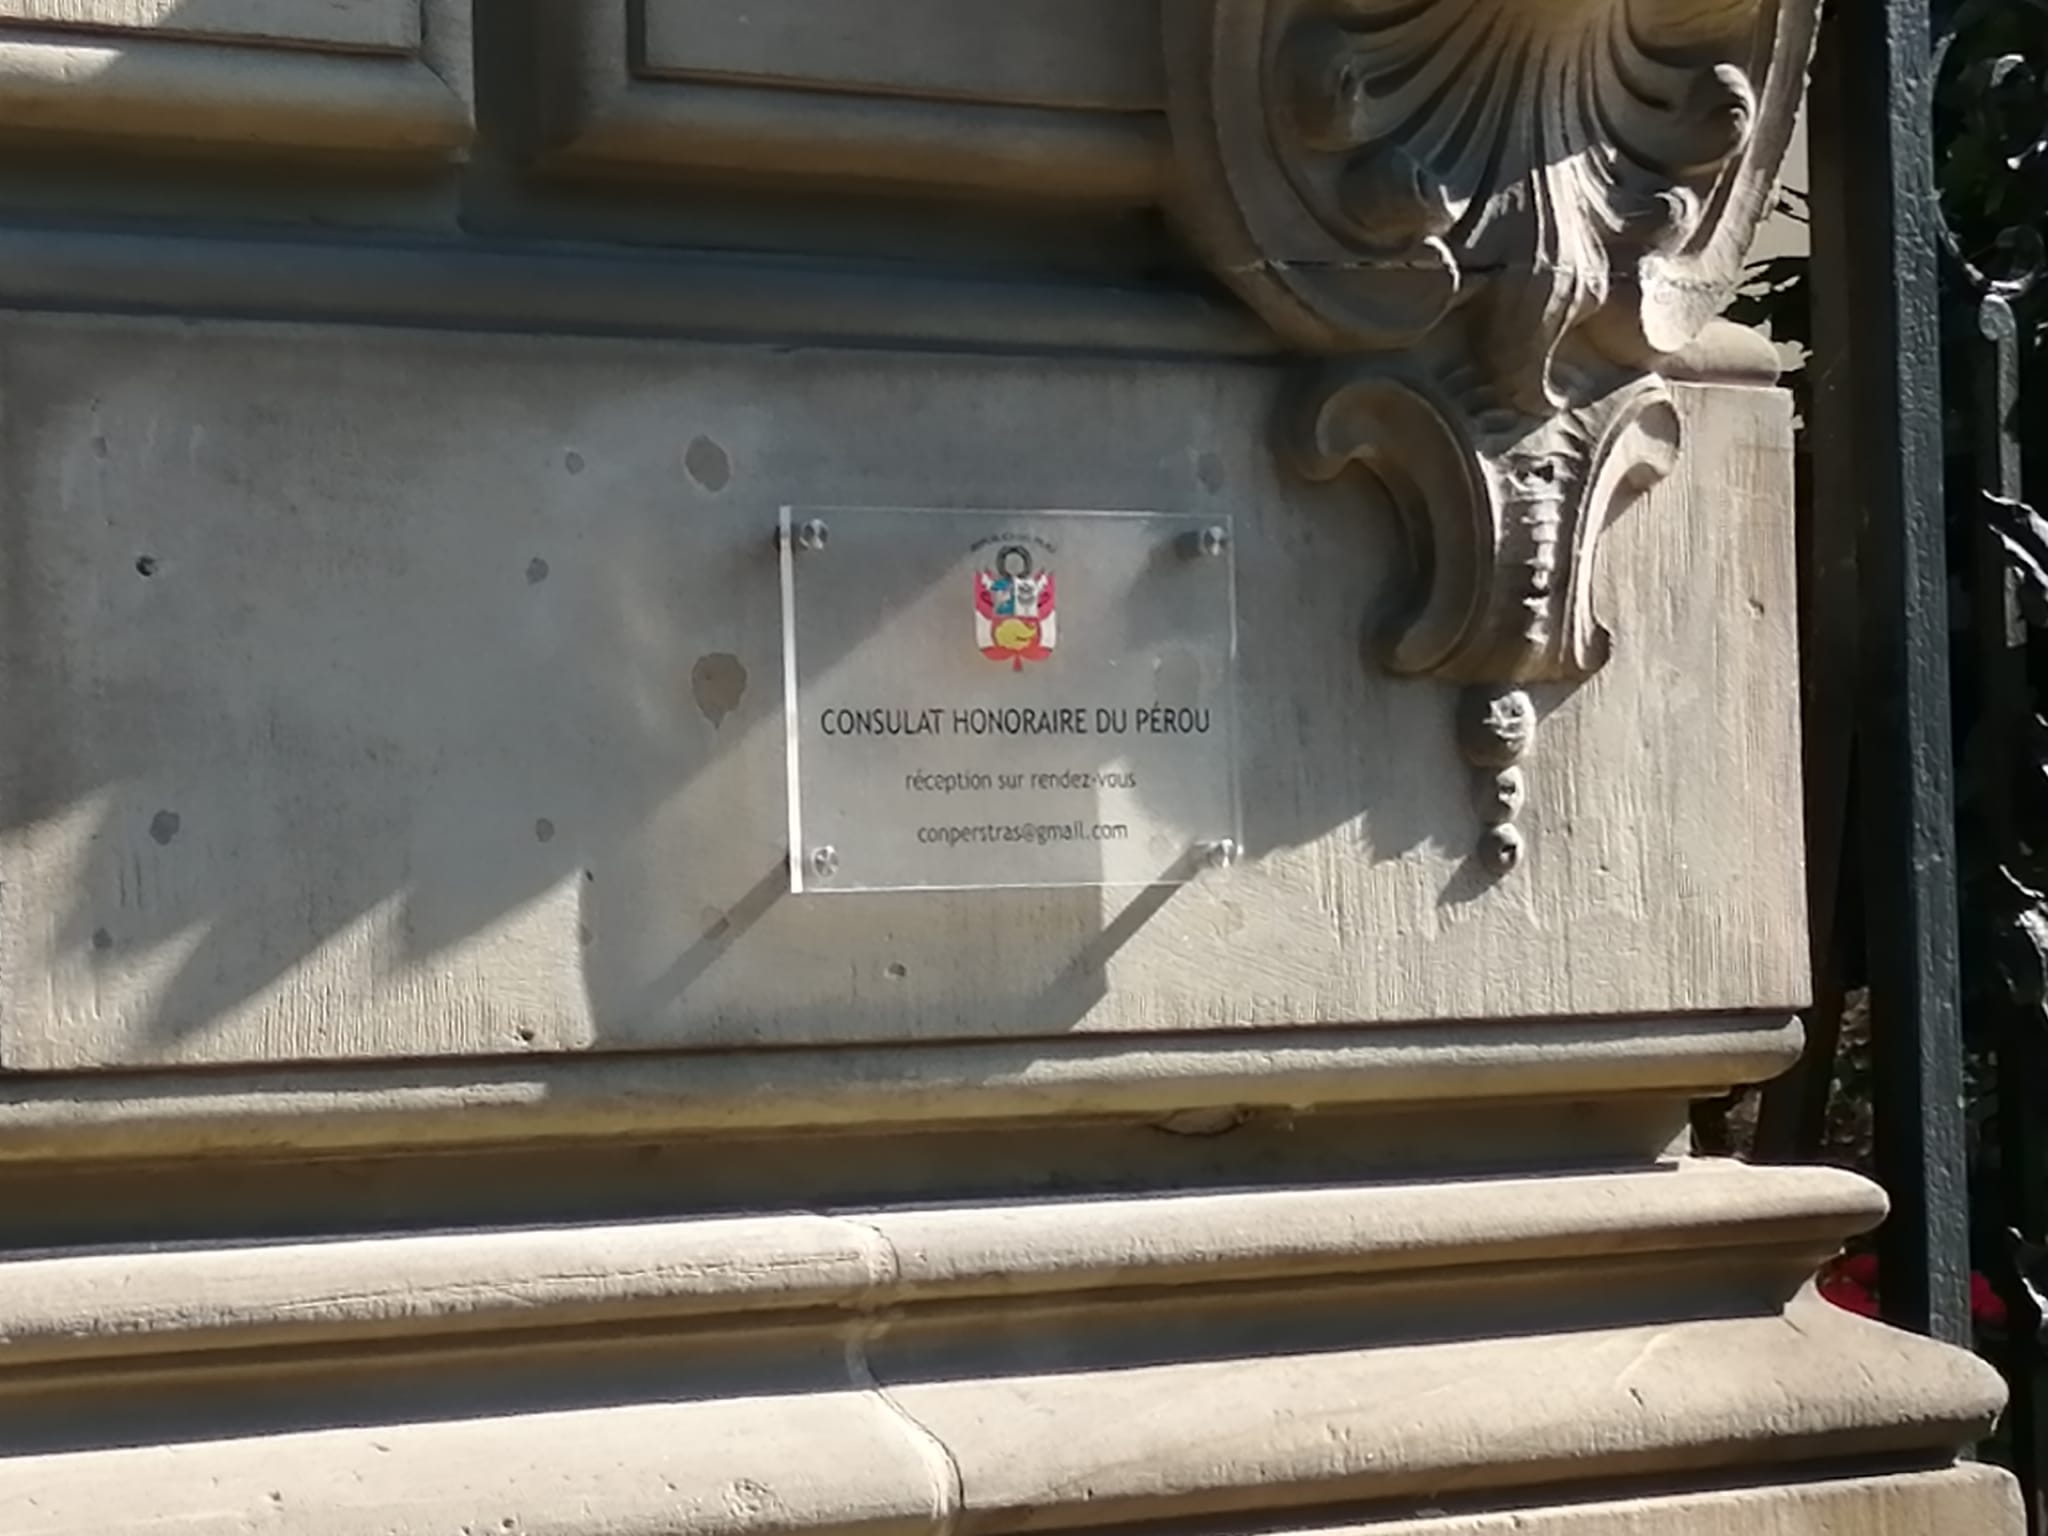 CONSULAT HONORAIRE DU PÉROU
réception sur rendez-vous
conperstras@gmail.com